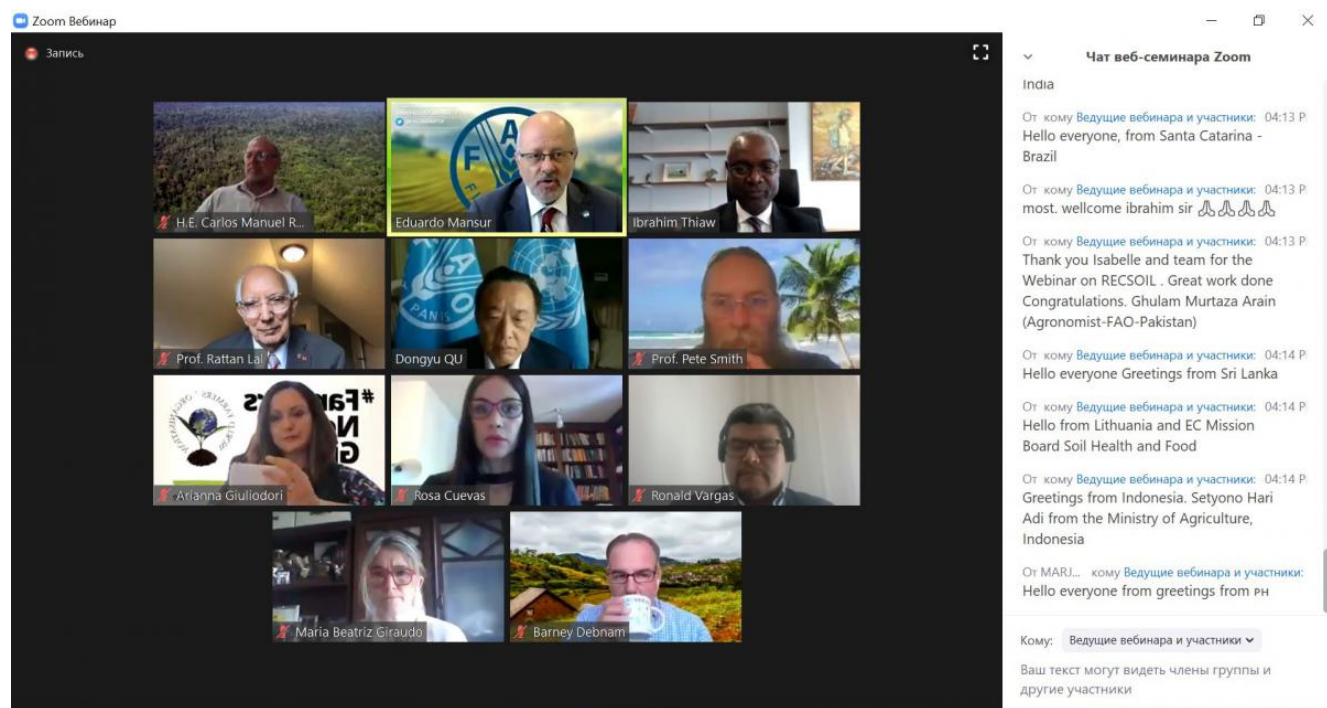 Zoom Вебинар
Запись
H.E. Carlos Manuel R...
F A
FI
Eduardo Mansur
Ibrahim Thiaw
Prof. Rattan Lal
PANIS
Dongyu QU
Prof. Pete Smith
#Fa rs
No
G
Arianna Giuliodori
Rosa Cuevas
Ronald Vargas
Maria Beatriz Giraudo
Barney Debnam
Чат веб-семинара Zoom
India
От кому Ведущие вебинара и участники: 04:13 P
Hello everyone, from Santa Catarina -
Brazil
От кому Ведущие вебинара и участники: 04:13 P
most. wellcome ibrahim sir 🙏🙏🙏🙏
От кому Ведущие вебинара и участники: 04:13 P
Thank you Isabelle and team for the
Webinar on RECSOIL . Great work done
Congratulations. Ghulam Murtaza Arain
(Agronomist-FAO-Pakistan)
От кому Ведущие вебинара и участники: 04:14 P
Hello everyone Greetings from Sri Lanka
От кому Ведущие вебинара и участники: 04:14 P
Hello from Lithuania and EC Mission
Board Soil Health and Food
От кому Ведущие вебинара и участники: 04:14 P
Greetings from Indonesia. Setyono Hari
Adi from the Ministry of Agriculture,
Indonesia
От MARJ... кому Ведущие вебинара и участники:
Hello everyone from greetings from PH
Кому: Ведущие вебинара и участники
Ваш текст могут видеть члены группы и
другие участники